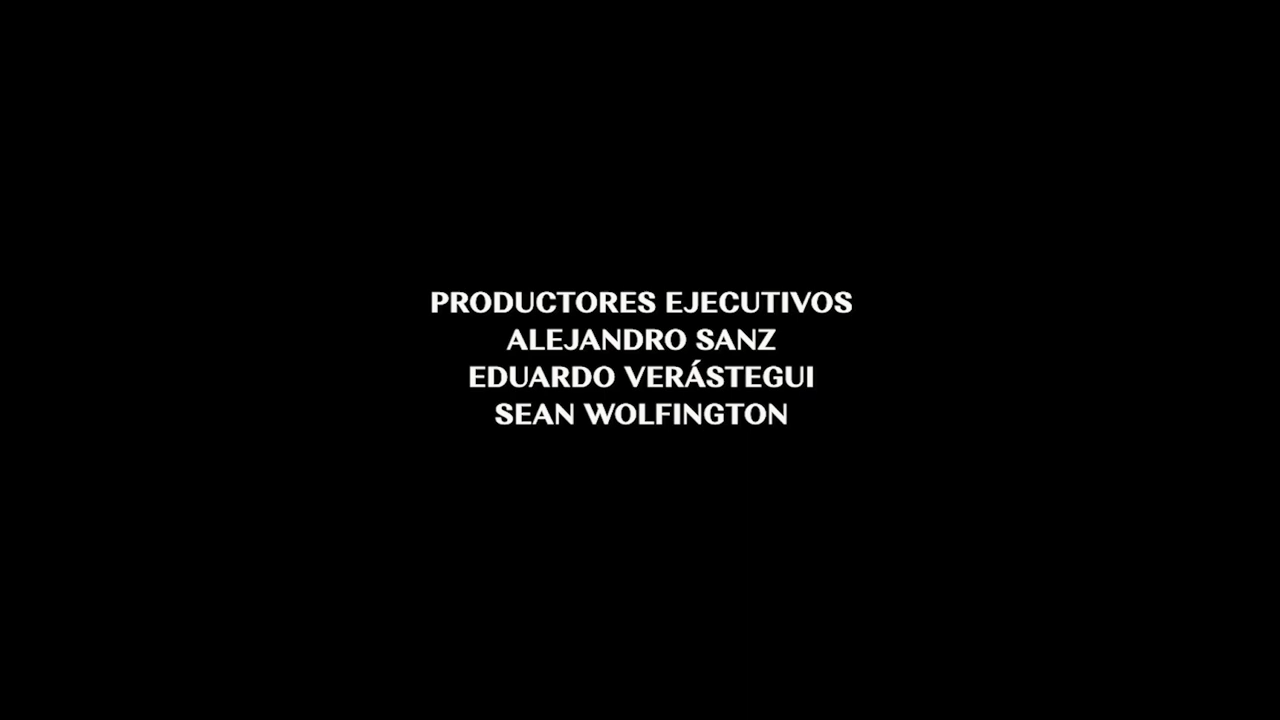 PRODUCTORES EJECUTIVOS
ALEJANDRO SANZ
EDUARDO VERÁSTEGUI
SEAN WOLFINGTON